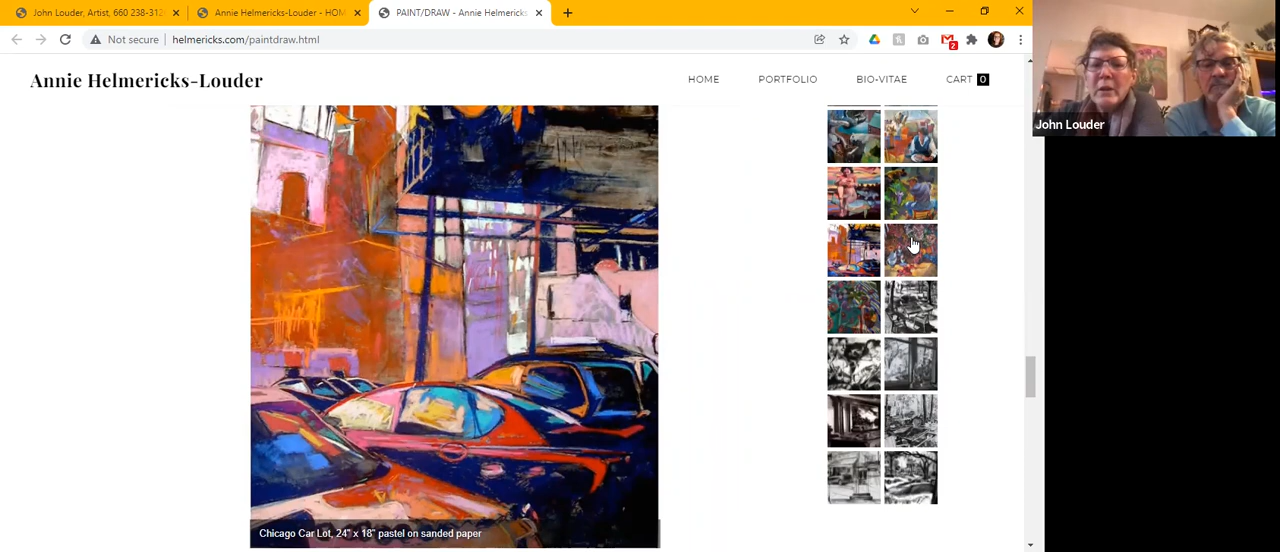 John Louder, Artist, 660 238-312
Annie Helmericks-Louder - HOM
PAINT/DRAW - Annie Helmericks
Not secure
helmericks.com/paintdraw.html
2
Annie Helmericks-Louder
HOME
PORTFOLIO
BIO-VITAE
CART 0
John Louder
Chicago Car Lot, 24" x 18" pastel on sanded paper